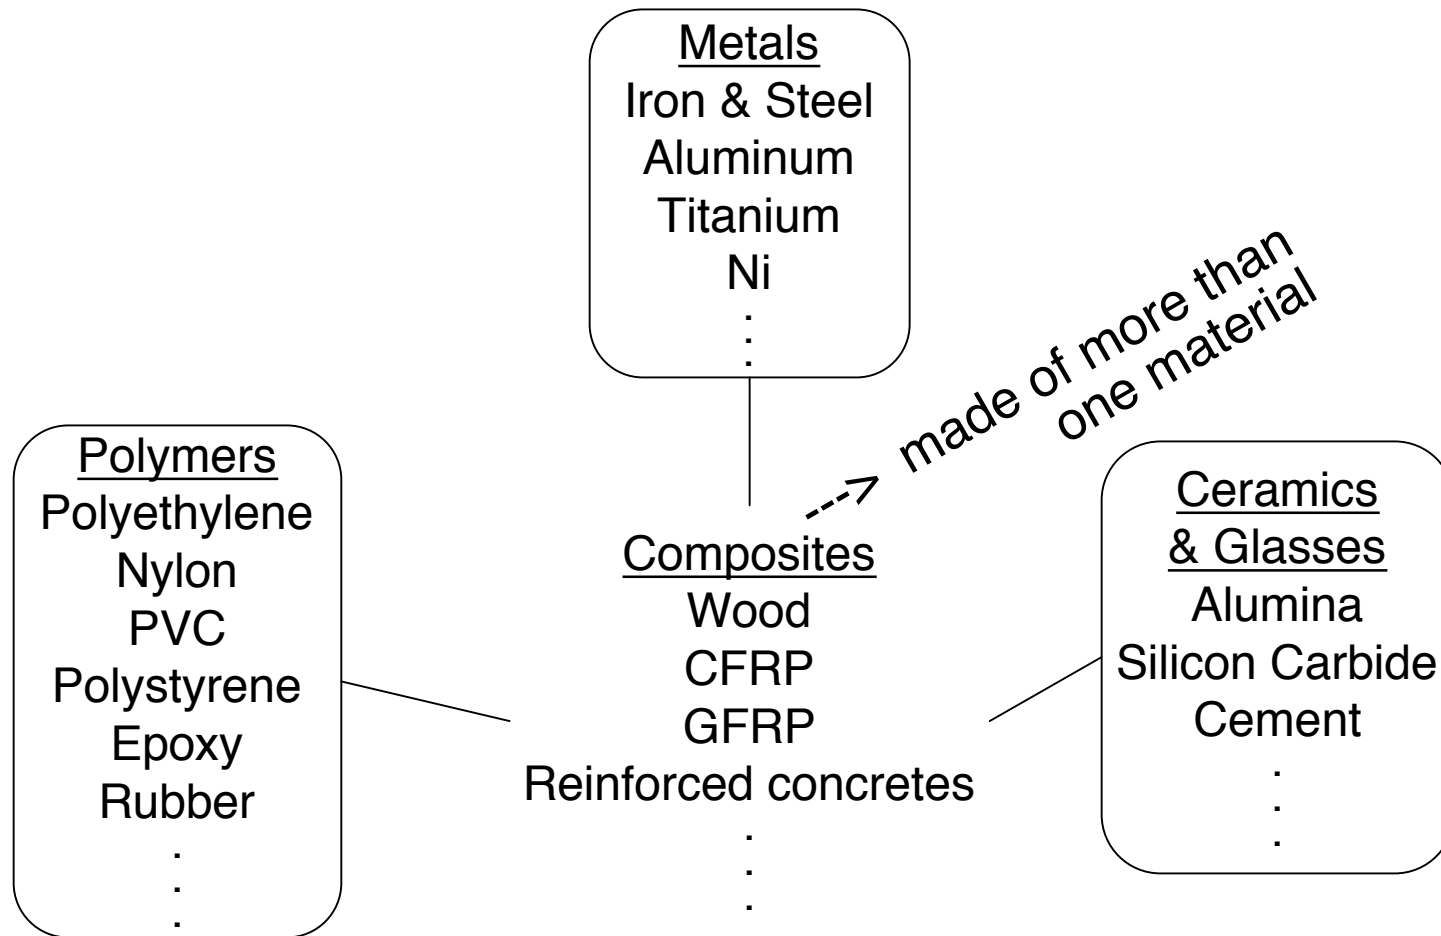 Metals
Iron & Steel
Aluminum
Titanium
Ni
.
.
.
made of more than
one material
Polymers
Polyethylene
Nylon
PVC
Polystyrene
Epoxy
Rubber
.
.
.
Composites
Wood
CFRP
GFRP
Reinforced concretes
.
.
.
Ceramics
& Glasses
Alumina
Silicon Carbide
Cement
.
.
.